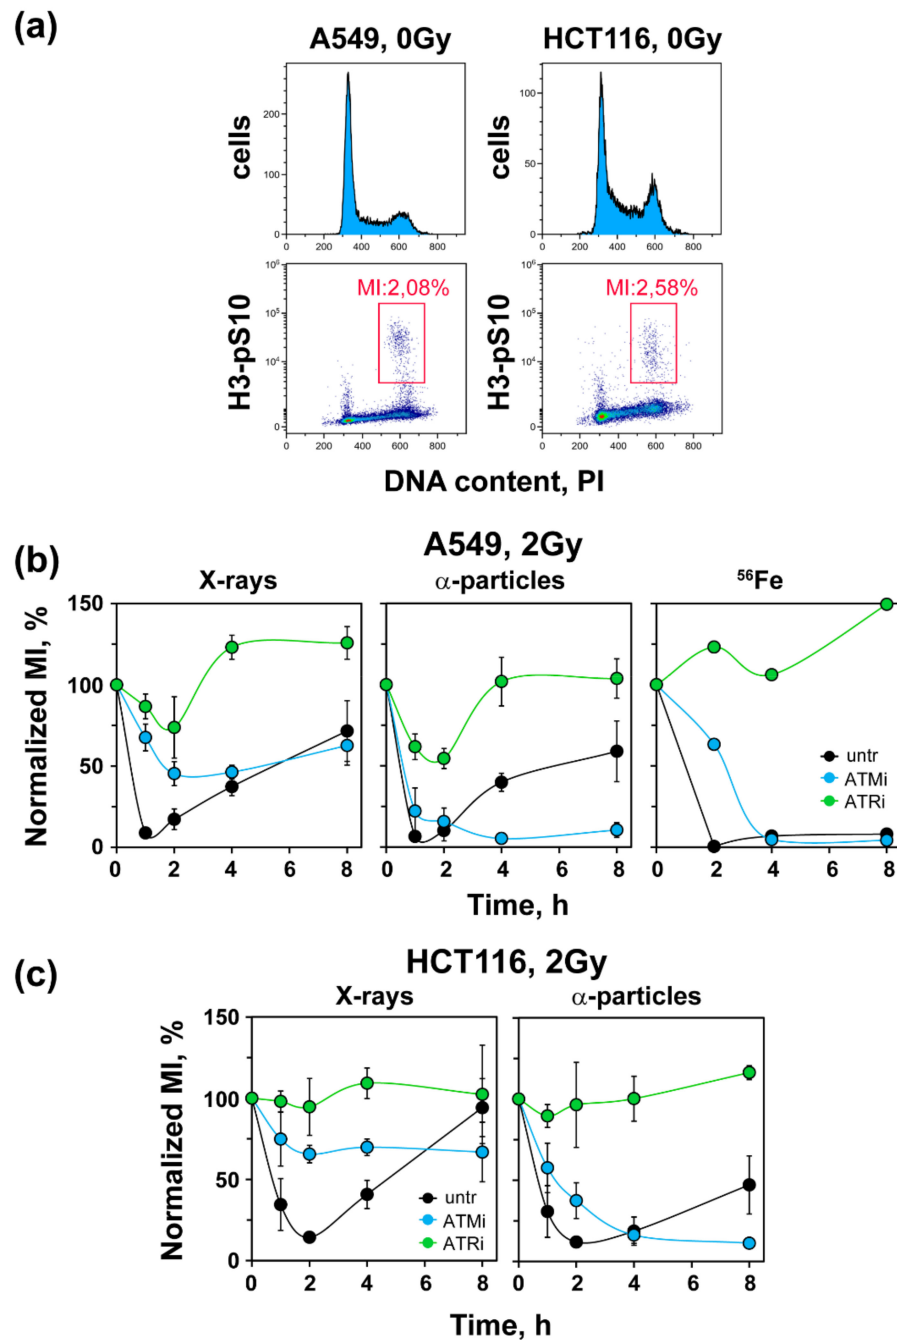 (a)
A549, 0Gy HCT116, 0Gy
cells
200
100
0
0 200 400 600 800
cells
100
50
0
0 200 400 600 800
H3-pS10
10⁶
10⁵
10⁴
0
MI:2,08%
0 200 400 600 800
H3-pS10
10⁶
10⁵
10⁴
0
MI:2,58%
0 200 400 600 800
DNA content, PI
(b)
A549, 2Gy
X-rays α-particles ⁵⁶Fe
Normalized MI, %
150
100
50
0
untr
ATMi
ATRi
0 2 4 6 8 0 2 4 6 8 0 2 4 6 8
Time, h
(c)
HCT116, 2Gy
X-rays α-particles
Normalized MI, %
150
100
50
0
untr
ATMi
ATRi
0 2 4 6 8 0 2 4 6 8
Time, h